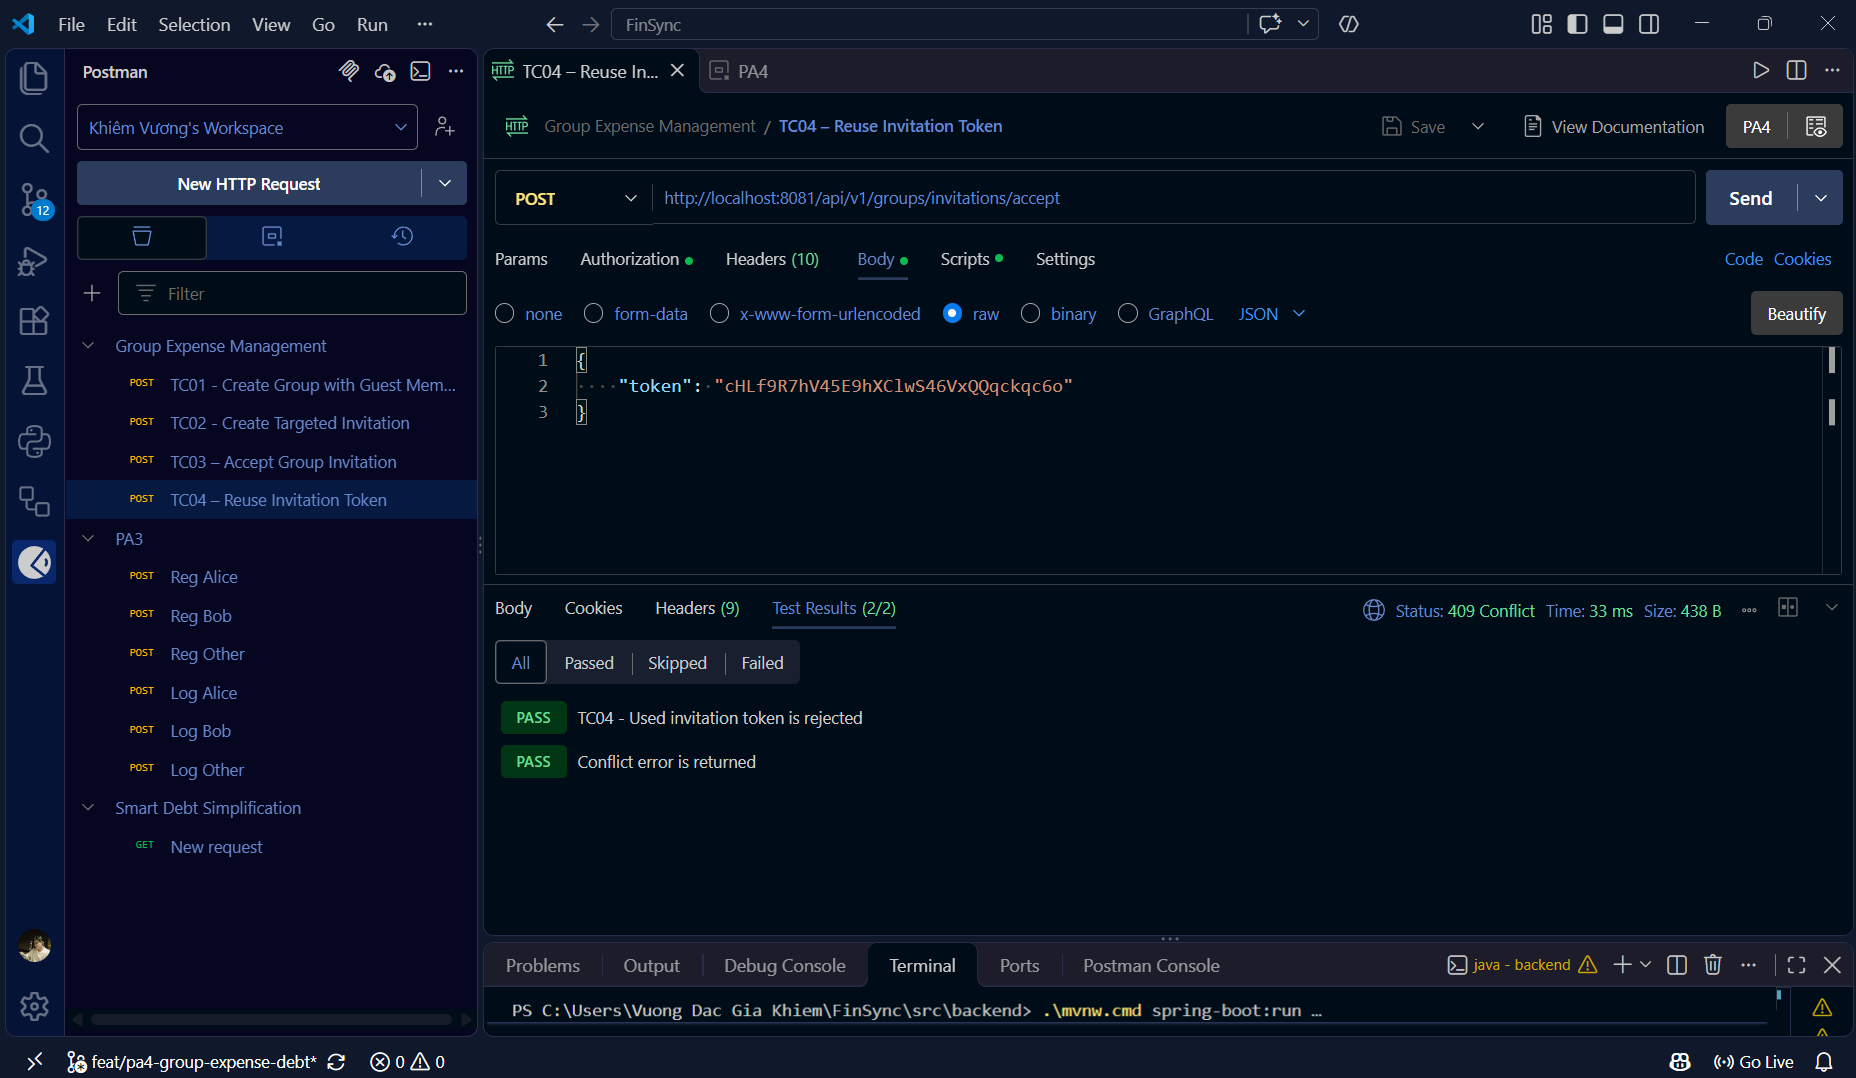 File Edit Selection View Go Run ···
FinSync
Postman
Khiêm Vương's Workspace
New HTTP Request
Filter
Group Expense Management
POST TC01 - Create Group with Guest Mem...
POST TC02 - Create Targeted Invitation
POST TC03 – Accept Group Invitation
POST TC04 – Reuse Invitation Token
PA3
POST Reg Alice
POST Reg Bob
POST Reg Other
POST Log Alice
POST Log Bob
POST Log Other
Smart Debt Simplification
GET New request
12
HTTP TC04 – Reuse In... PA4
HTTP Group Expense Management / TC04 – Reuse Invitation Token Save View Documentation PA4
POST http://localhost:8081/api/v1/groups/invitations/accept Send
Params Authorization Headers (10) Body Scripts Settings Code Cookies
none form-data x-www-form-urlencoded raw binary GraphQL JSON Beautify
1 {
2 ····"token":·"cHLf9R7hV45E9hXClwS46VxQQqckqc6o"
3 }
Body Cookies Headers (9) Test Results (2/2) Status: 409 Conflict Time: 33 ms Size: 438 B
All Passed Skipped Failed
PASS TC04 - Used invitation token is rejected
PASS Conflict error is returned
Problems Output Debug Console Terminal Ports Postman Console java - backend
PS C:\Users\Vuong Dac Gia Khiem\FinSync\src\backend> .\mvnw.cmd spring-boot:run …
feat/pa4-group-expense-debt* 0 0 Go Live